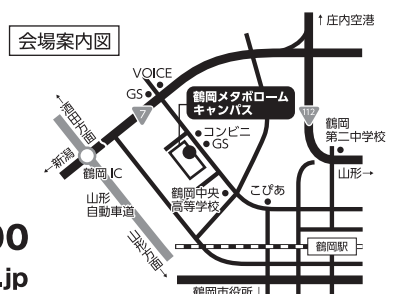 会場案内図
↑庄内空港
VOICE
GS
鶴岡メタボローム
キャンパス
7
112
鶴岡
第二中学校
コンビニ
GS
←酒田方面
←新潟
鶴岡IC
山形
自動車道
山形方面→
鶴岡中央
高等学校
こぴあ
山形→
鶴岡駅
鶴岡市役所↓
00
.jp